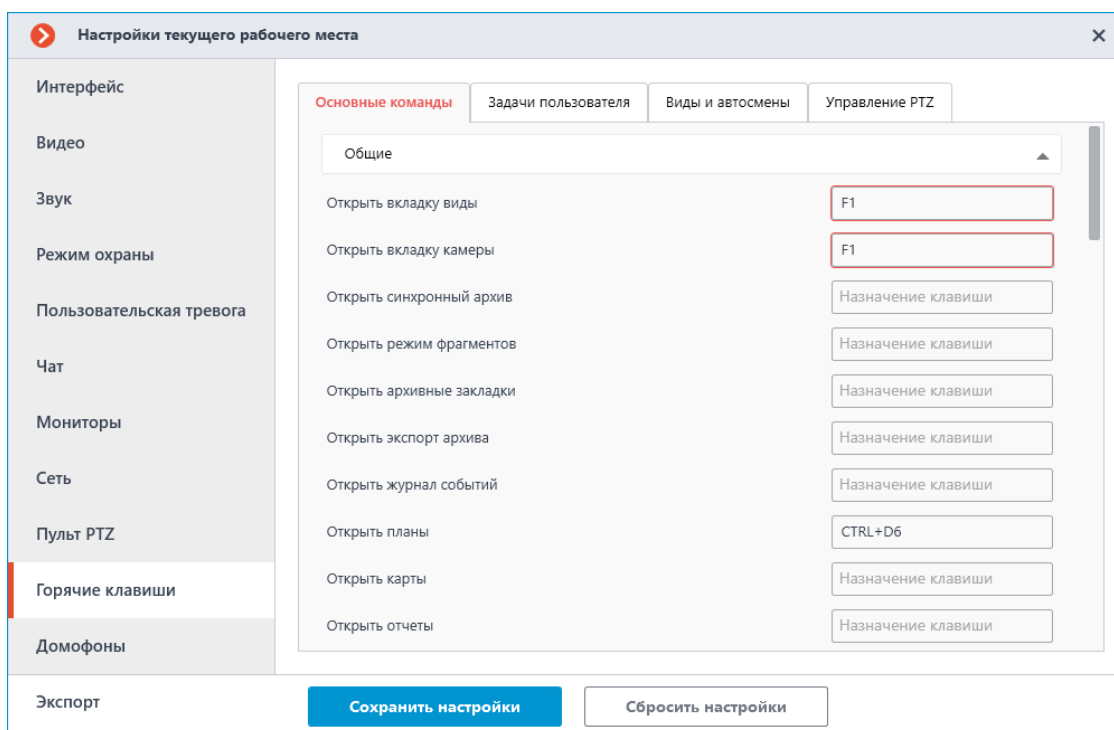 Настройки текущего рабочего места
Интерфейс
Видео
Звук
Режим охраны
Пользовательская тревога
Чат
Мониторы
Сеть
Пульт PTZ
Горячие клавиши
Домофоны
Экспорт
Основные команды Задачи пользователя Виды и автосмены Управление PTZ
Общие
Открыть вкладку виды F1
Открыть вкладку камеры F1
Открыть синхронный архив Назначение клавиши
Открыть режим фрагментов Назначение клавиши
Открыть архивные закладки Назначение клавиши
Открыть экспорт архива Назначение клавиши
Открыть журнал событий Назначение клавиши
Открыть планы CTRL+D6
Открыть карты Назначение клавиши
Открыть отчеты Назначение клавиши
Сохранить настройки Сбросить настройки